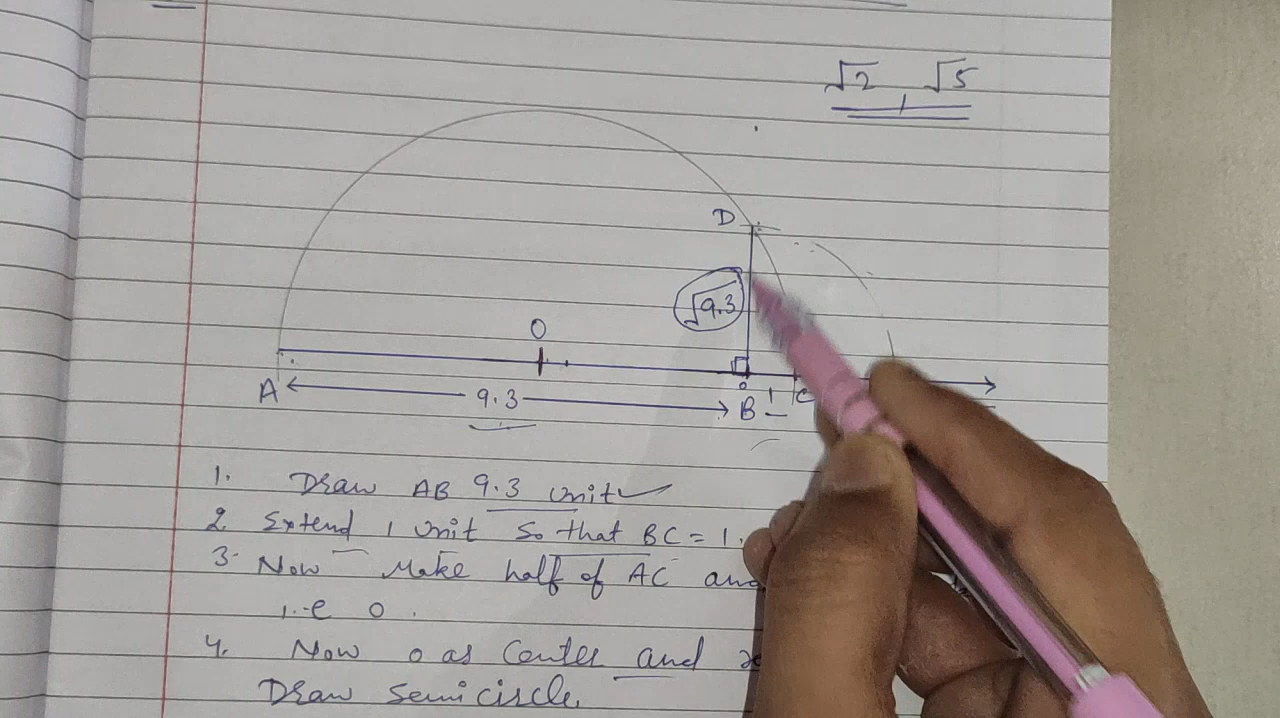 √2, √5
D
√9.3
O
A
9.3
B
1
C
1. Draw AB 9.3 unit
2. Extend 1 unit so that BC = 1.
3. Now Make half of AC and
i.e O.
4. Now O as Center and
Draw Semicircle